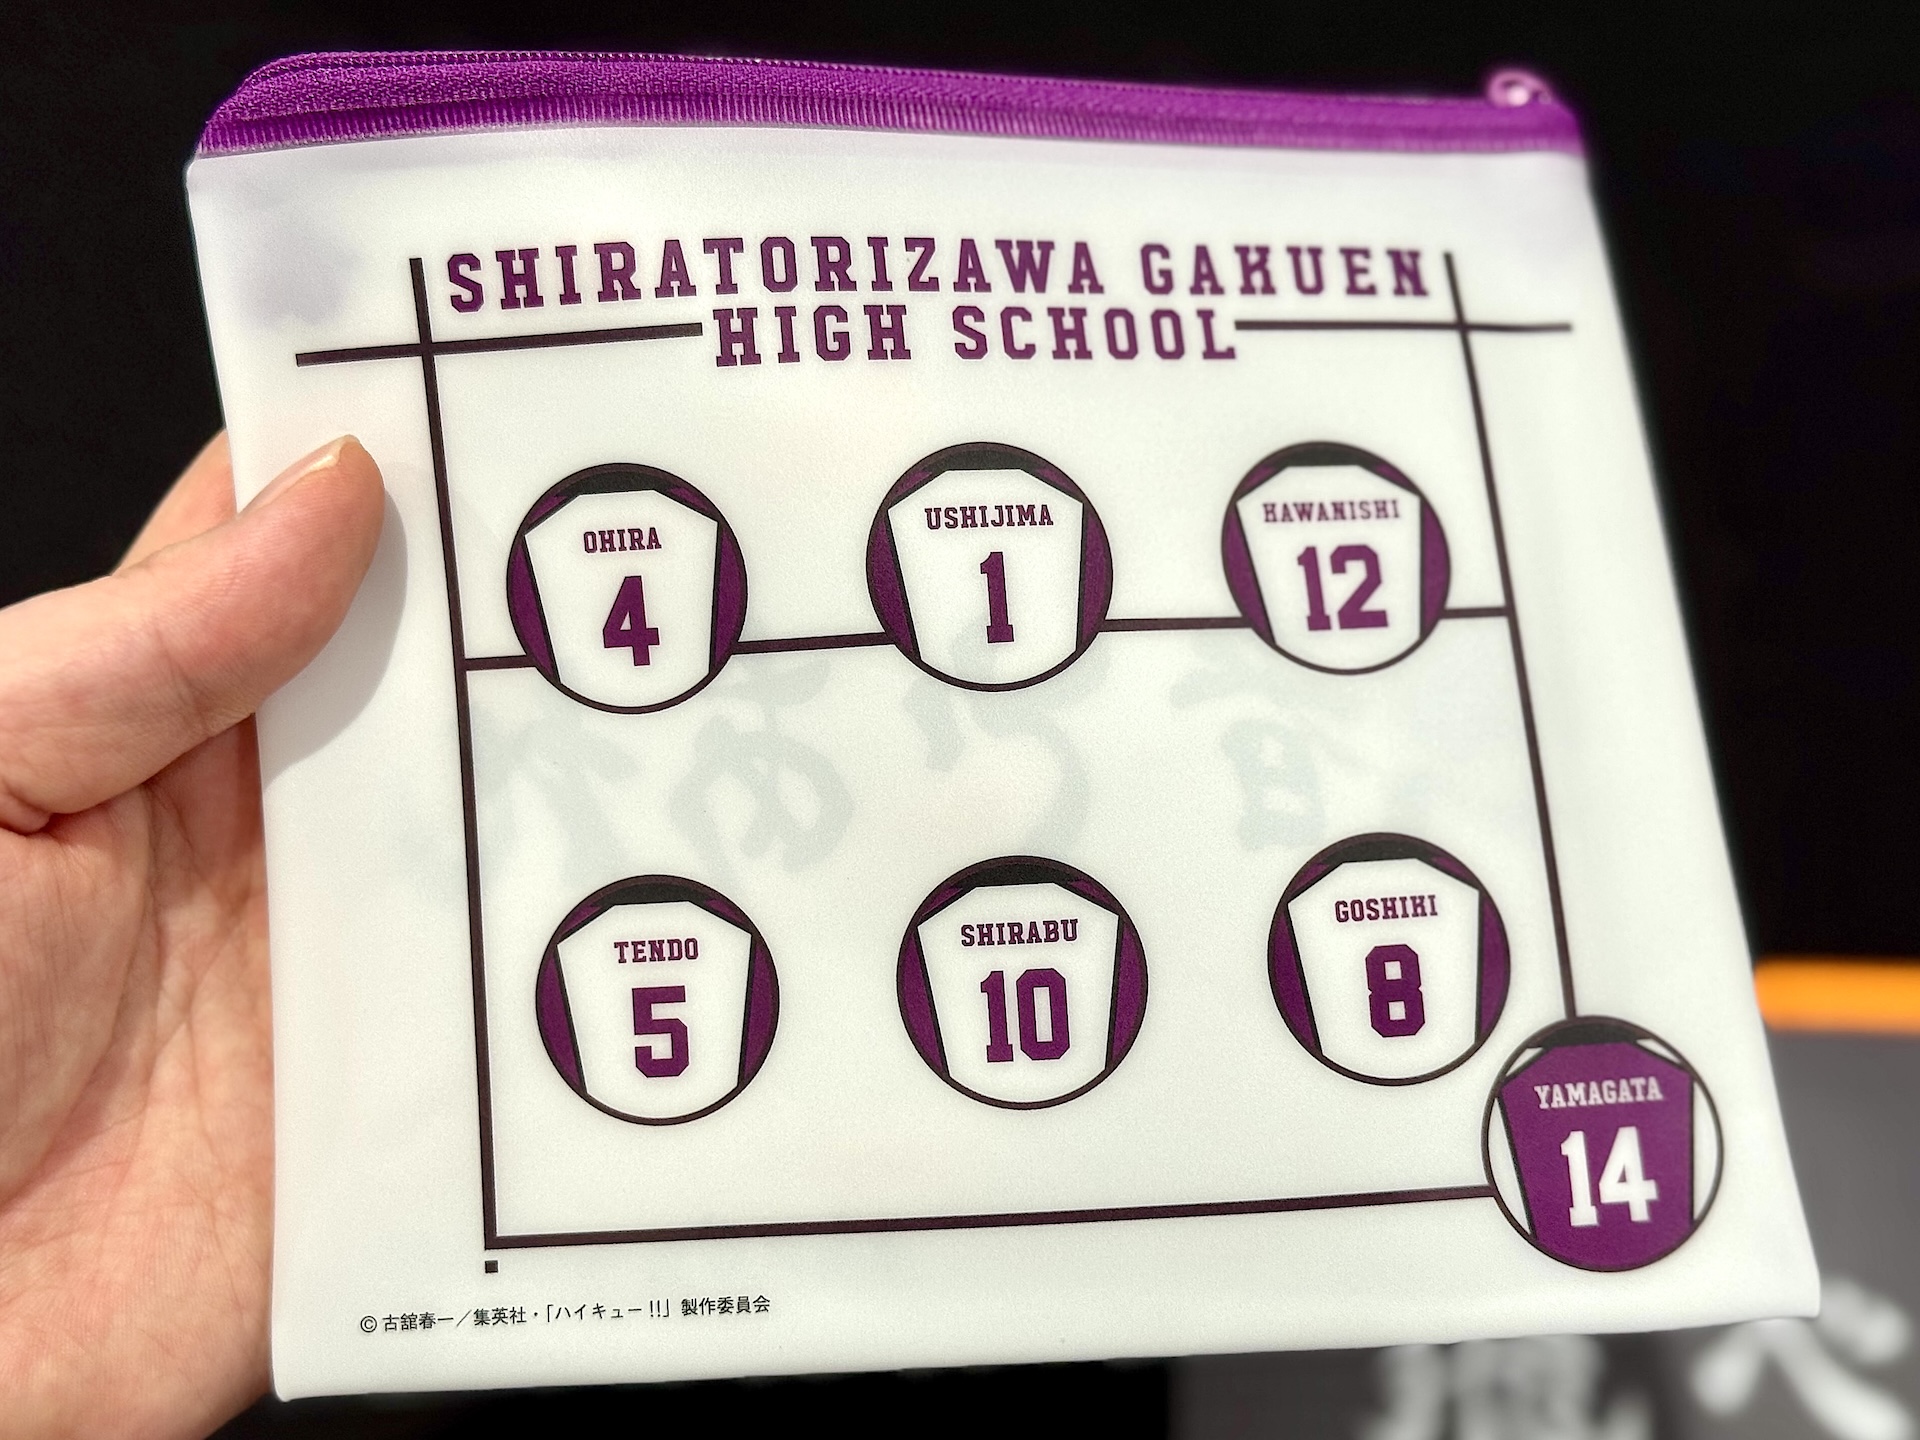 SHIRATORIZAWA GAKUEN
HIGH SCHOOL
OHIRA
4
USHIJIMA
1
KAWANISHI
12
TENDO
5
SHIRABU
10
GOSHIKI
8
YAMAGATA
14
©古舘春一／集英社・「ハイキュー!!」製作委員会